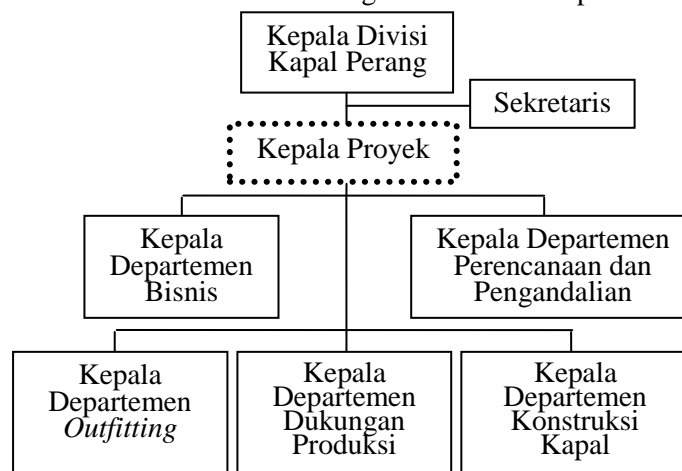 Kepala Divisi
Kapal Perang
Sekretaris
Kepala Proyek
Kepala
Departemen
Bisnis
Kepala Departemen
Perencanaan dan
Pengandalian
Kepala
Departemen
Outfitting
Kepala
Departemen
Dukungan
Produksi
Kepala
Departemen
Konstruksi
Kapal